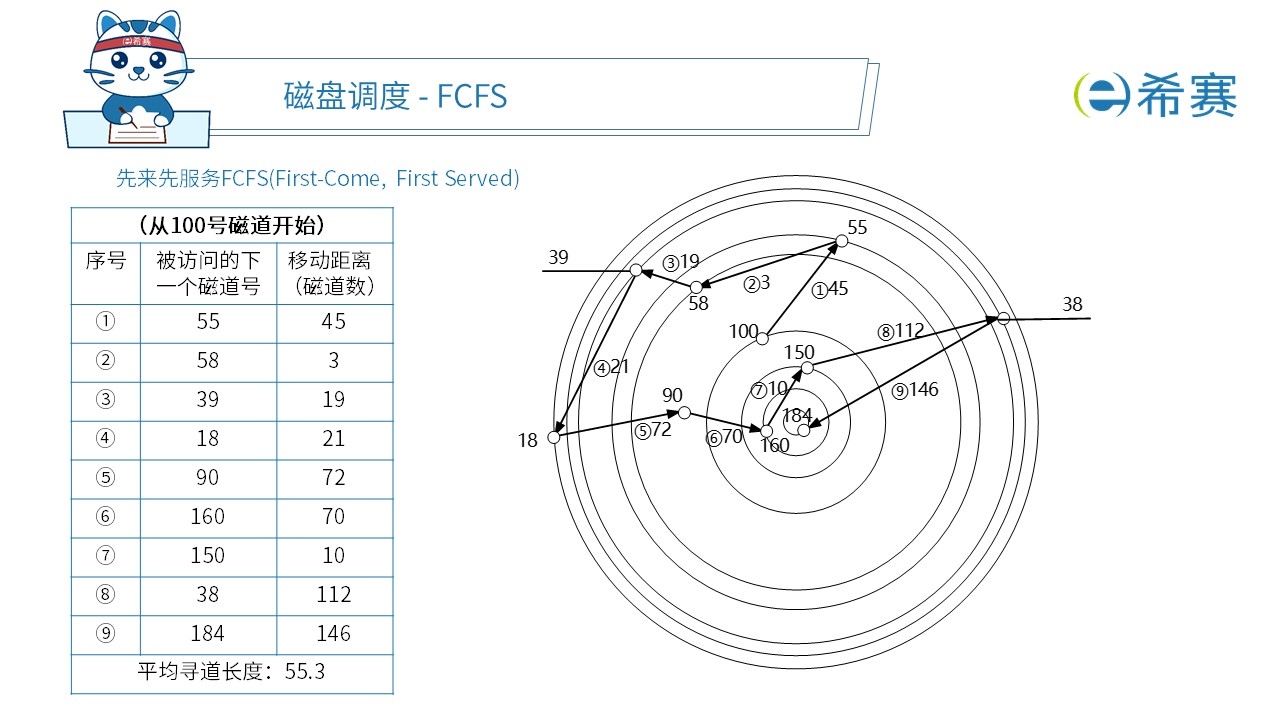 希赛
磁盘调度 - FCFS
希赛
先来先服务FCFS(First-Come, First Served)
（从100号磁道开始）
序号 被访问的下一个磁道号 移动距离（磁道数）
① 55 45
② 58 3
③ 39 19
④ 18 21
⑤ 90 72
⑥ 160 70
⑦ 150 10
⑧ 38 112
⑨ 184 146
平均寻道长度：55.3
55
39
③19
②3
①45
58
38
100
⑧112
150
④21
⑦10
⑨146
90
184
18
⑤72
⑥70
160